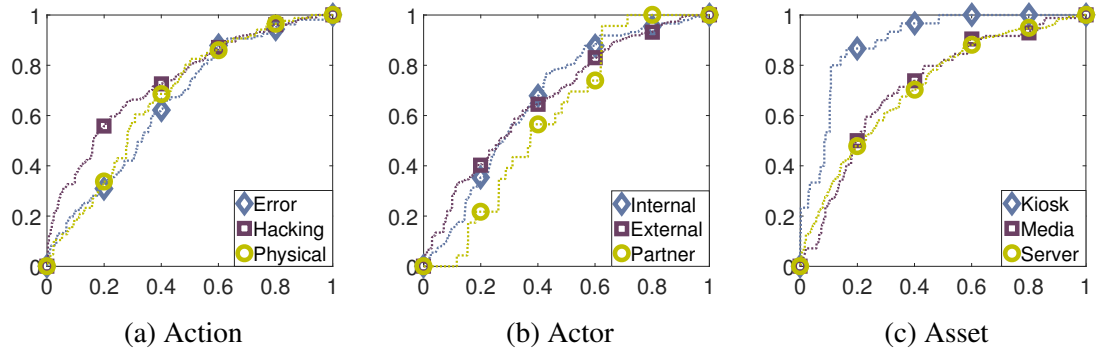 1
0.8
0.6
0.4
0.2
0
0 0.2 0.4 0.6 0.8 1
Error
Hacking
Physical
(a) Action
1
0.8
0.6
0.4
0.2
0
0 0.2 0.4 0.6 0.8 1
Internal
External
Partner
(b) Actor
1
0.8
0.6
0.4
0.2
0
0 0.2 0.4 0.6 0.8 1
Kiosk
Media
Server
(c) Asset